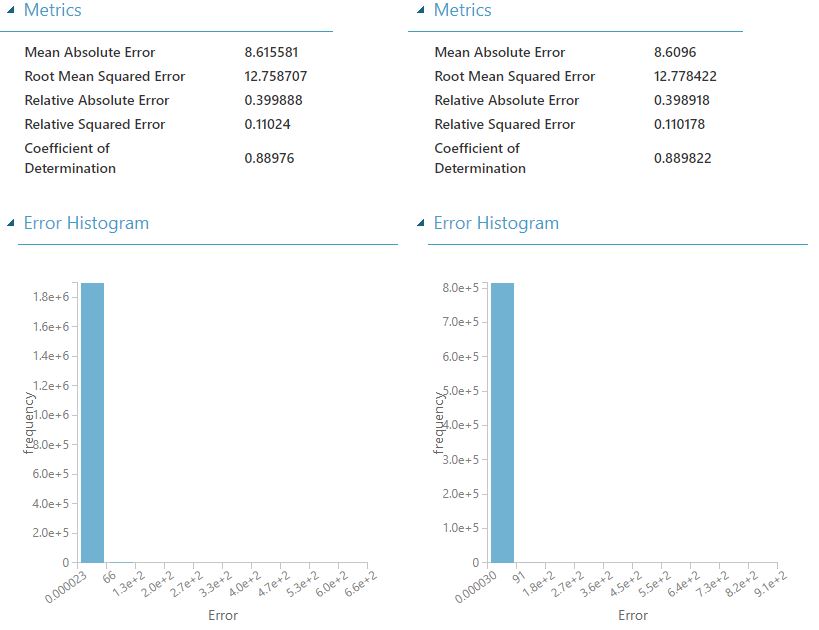 Metrics
Mean Absolute Error 8.615581
Root Mean Squared Error 12.758707
Relative Absolute Error 0.399888
Relative Squared Error 0.11024
Coefficient of
Determination 0.88976
Error Histogram
1.8e+6
1.6e+6
1.4e+6
1.2e+6
1.0e+6
8.0e+5
6.0e+5
4.0e+5
2.0e+5
0
frequency
0.000023 66 1.3e+2 2.0e+2 2.7e+2 3.3e+2 4.0e+2 4.7e+2 5.3e+2 6.0e+2 6.6e+2
Error
Metrics
Mean Absolute Error 8.6096
Root Mean Squared Error 12.778422
Relative Absolute Error 0.398918
Relative Squared Error 0.110178
Coefficient of
Determination 0.889822
Error Histogram
8.0e+5
7.0e+5
6.0e+5
5.0e+5
4.0e+5
3.0e+5
2.0e+5
1.0e+5
0
frequency
0.000030 91 1.8e+2 2.7e+2 3.6e+2 4.5e+2 5.5e+2 6.4e+2 7.3e+2 8.2e+2 9.1e+2
Error